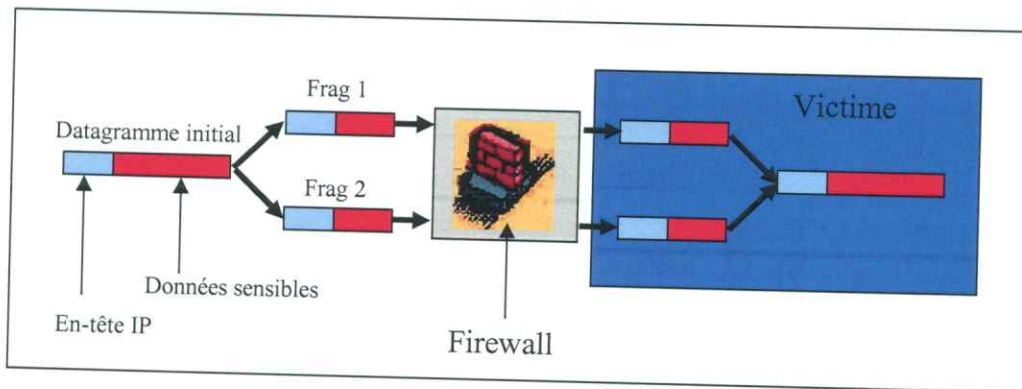 Frag 1
Victime
Datagramme initial
Frag 2
Données sensibles
En-tête IP
Firewall